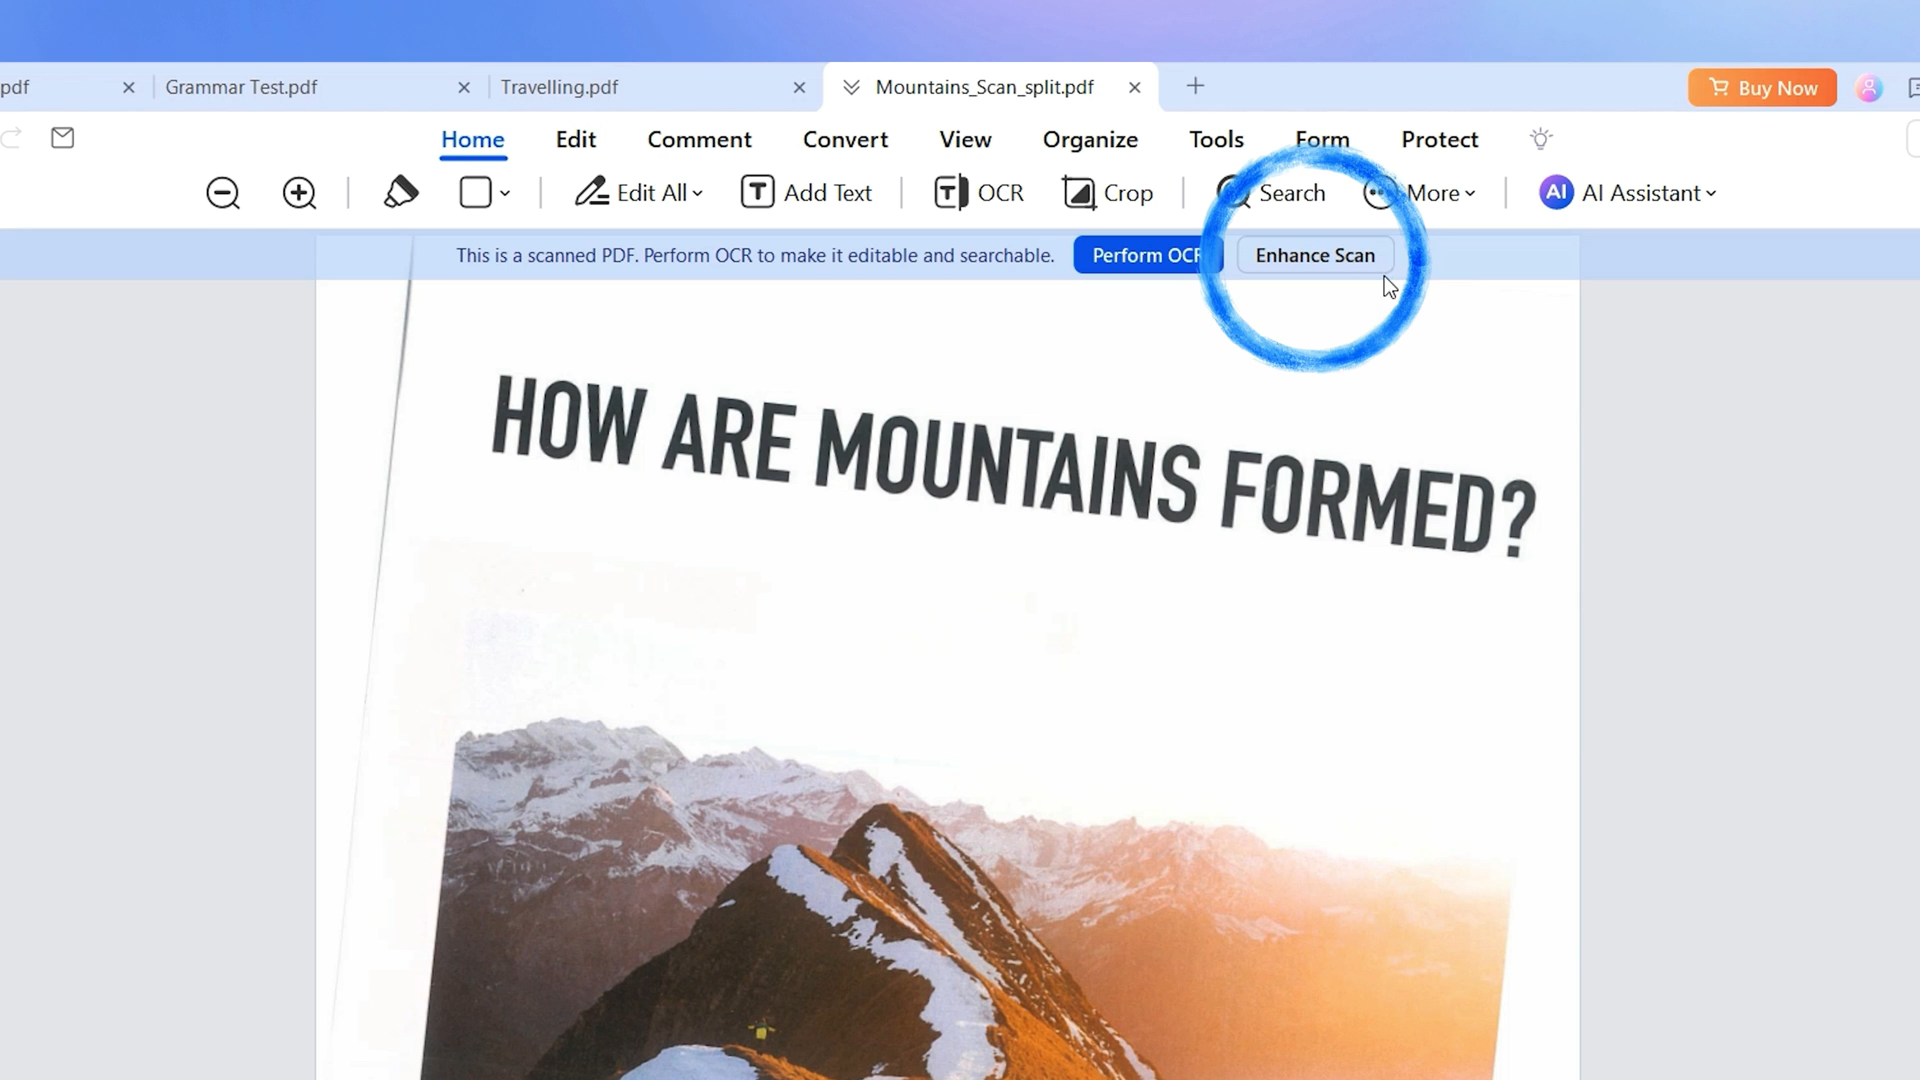 pdf
Grammar Test.pdf
Travelling.pdf
Mountains_Scan_split.pdf
Buy Now
Home
Edit
Comment
Convert
View
Organize
Tools
Form
Protect
Edit All
T Add Text
T OCR
Crop
Search
More
AI AI Assistant
This is a scanned PDF. Perform OCR to make it editable and searchable.
Perform OCR
Enhance Scan
HOW ARE MOUNTAINS FORMED?